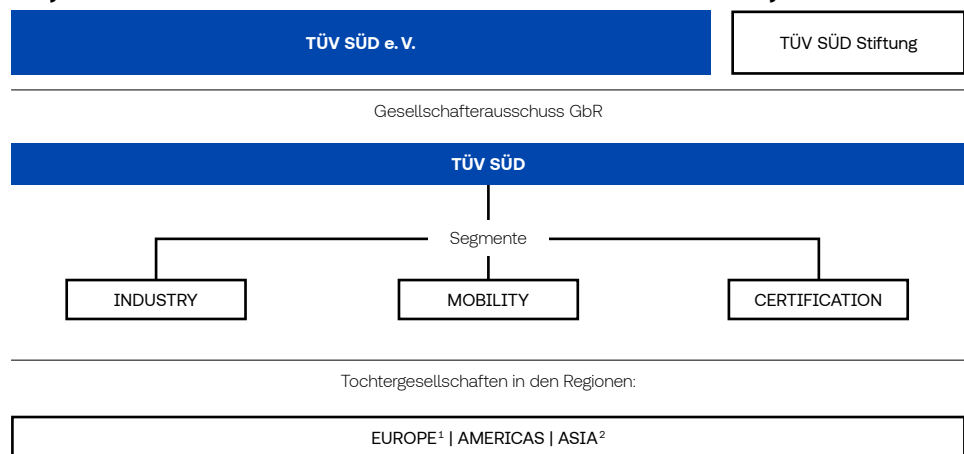 TÜV SÜD e. V.
TÜV SÜD Stiftung
Gesellschafterausschuss GbR
TÜV SÜD
Segmente
INDUSTRY
MOBILITY
CERTIFICATION
Tochtergesellschaften in den Regionen:
EUROPE¹ | AMERICAS | ASIA²